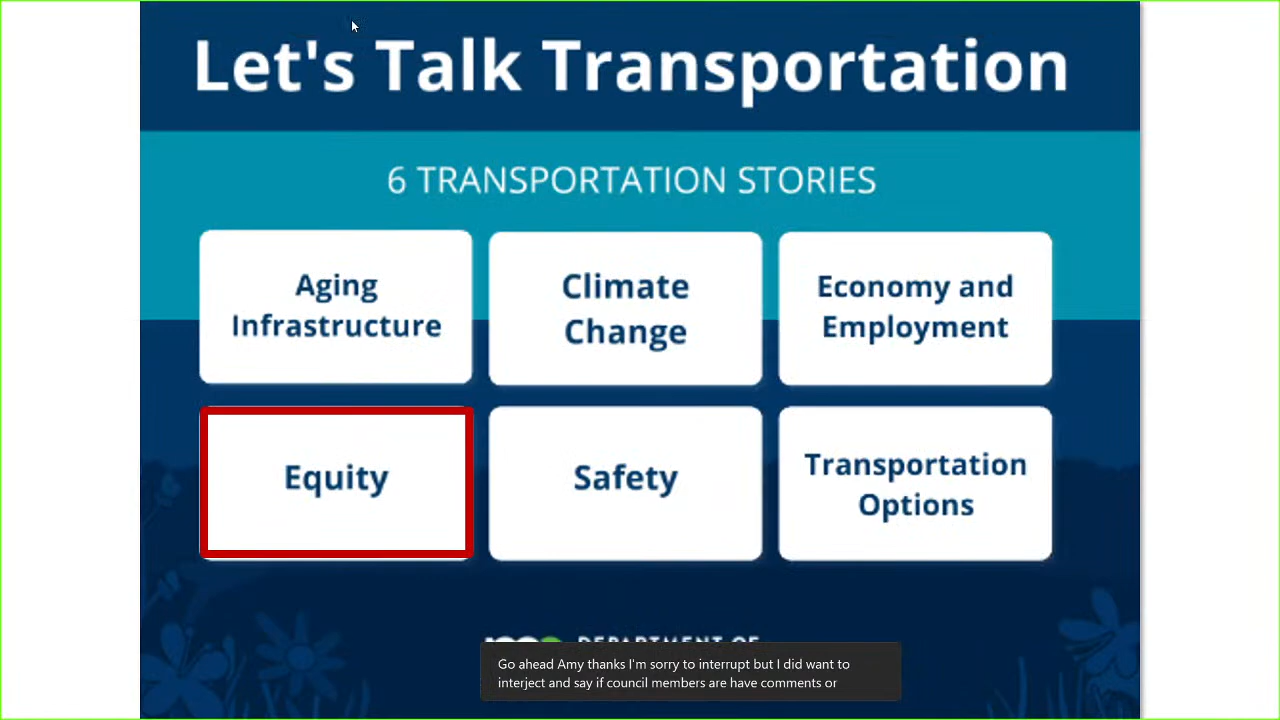 Let's Talk Transportation
6 TRANSPORTATION STORIES
Aging
Infrastructure
Climate
Change
Economy and
Employment
Equity
Safety
Transportation
Options
DEPARTMENT OF
Go ahead Amy thanks I'm sorry to interrupt but I did want to
interject and say if council members are have comments or